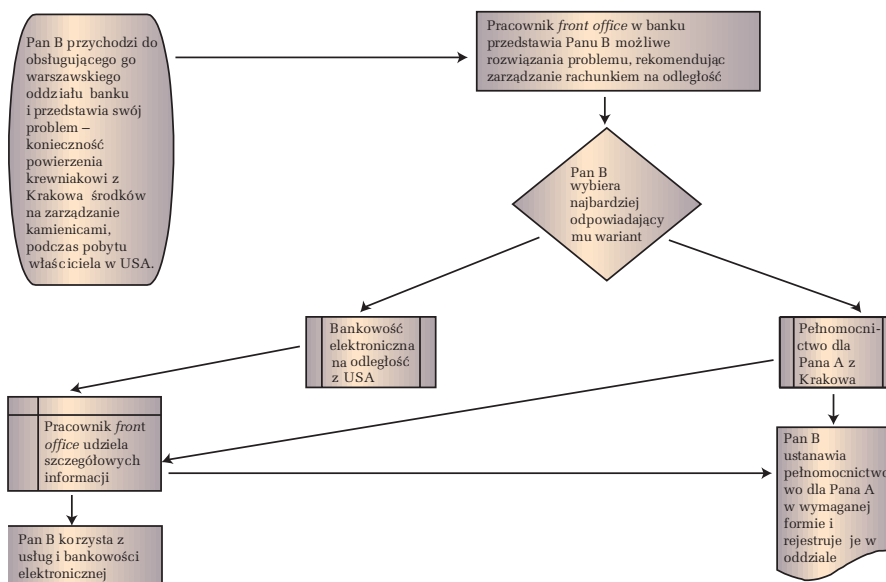 Pan B przychodzi do
obsługującego go
warszawskiego
oddziału banku
i przedstawia swój
problem –
konieczność
powierzenia
krewniakowi z
Krakowa środków
na zarządzanie
kamienicami,
podczas pobytu
właściciela w USA.
Pracownik front office w banku
przedstawia Panu B możliwe
rozwiązania problemu, rekomendując
zarządzanie rachunkiem na odległość
Pan B
wybiera
najbardziej
odpowiadający
mu wariant
Bankowość
elektroniczna
na odległość
z USA
Pełnomocni-
ctwo dla
Pana A z
Krakowa
Pracownik front
office udziela
szczegółowych
informacji
Pan B
ustanawia
pełnomocnictwo
wo dla Pana A
w wymaganej
formie i
rejestruje je w
oddziale
Pan B korzysta z
usług i bankowości
elektronicznej